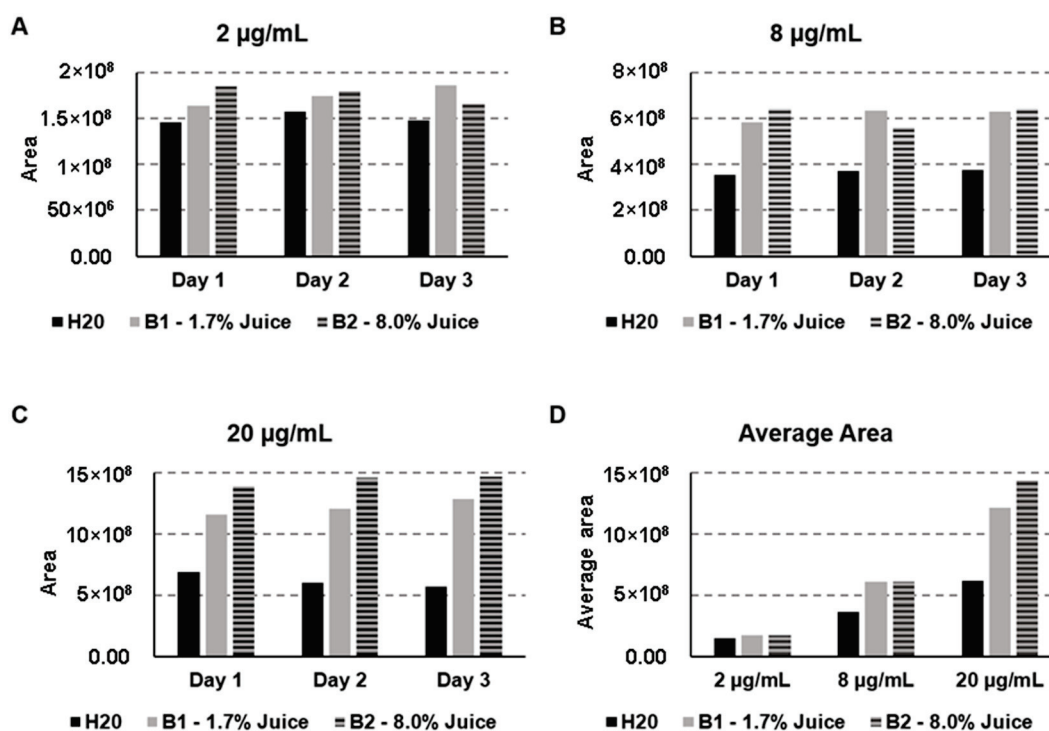 A
2 µg/mL
2×10⁸
1.5×10⁸
1×10⁸
50×10⁶
0.00
Area
Day 1 Day 2 Day 3
H20 B1 - 1.7% Juice B2 - 8.0% Juice
B
8 µg/mL
8×10⁸
6×10⁸
4×10⁸
2×10⁸
0.00
Area
Day 1 Day 2 Day 3
H20 B1 - 1.7% Juice B2 - 8.0% Juice
C
20 µg/mL
15×10⁸
10×10⁸
5×10⁸
0.00
Area
Day 1 Day 2 Day 3
H20 B1 - 1.7% Juice B2 - 8.0% Juice
D
Average Area
15×10⁸
10×10⁸
5×10⁸
0.00
Average area
2 µg/mL 8 µg/mL 20 µg/mL
H20 B1 - 1.7% Juice B2 - 8.0% Juice